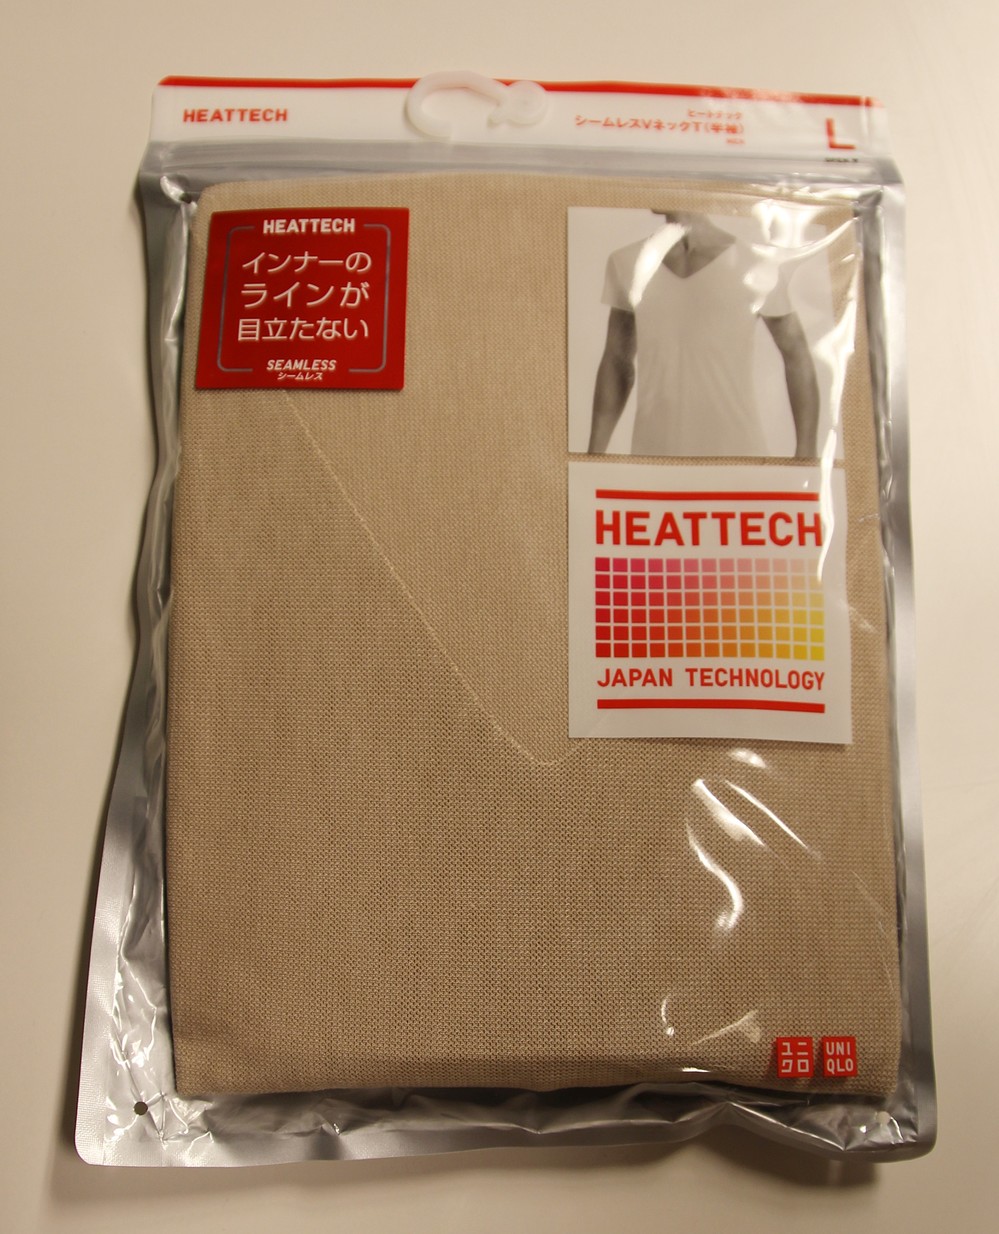 HEATTECH
ヒートテック
シームレスVネックT(半袖)
L
HEATTECH
インナーの
ラインが
目立たない
SEAMLESS
シームレス
HEATTECH
JAPAN TECHNOLOGY
ユニ
クロ
UNI
QLO